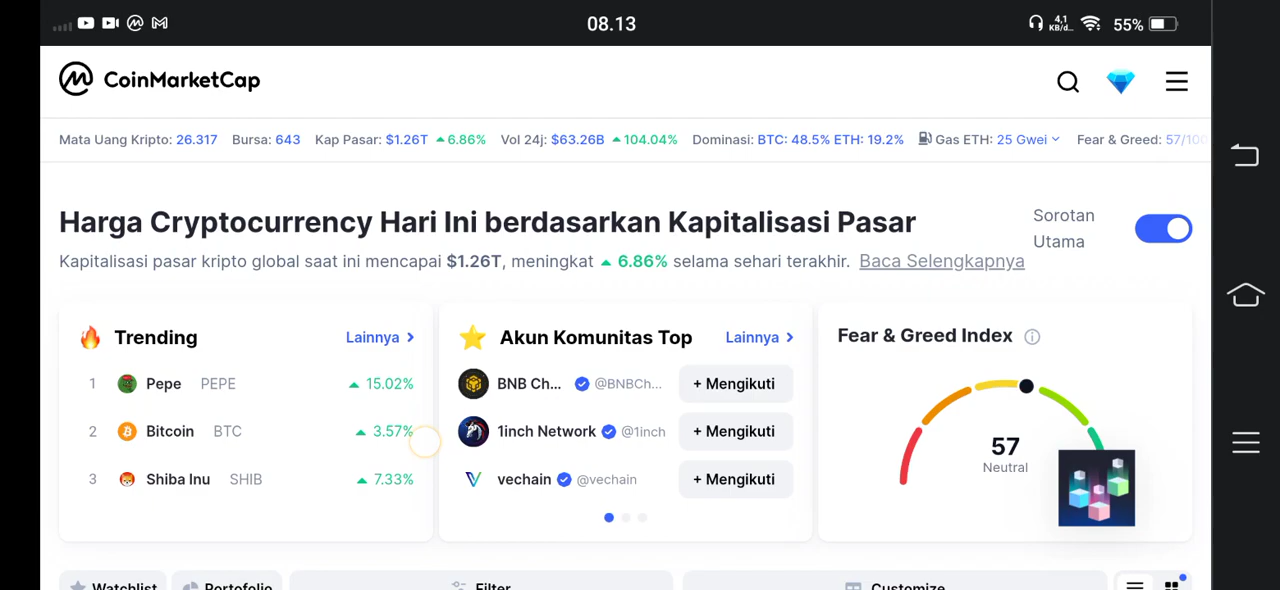 08.13
4,1
KB/d...
55%
CoinMarketCap
Mata Uang Kripto: 26.317 Bursa: 643 Kap Pasar: $1.26T 6.86% Vol 24j: $63.26B 104.04% Dominasi: BTC: 48.5% ETH: 19.2% Gas ETH: 25 Gwei Fear & Greed: 57/100
Harga Cryptocurrency Hari Ini berdasarkan Kapitalisasi Pasar
Sorotan
Utama
Kapitalisasi pasar kripto global saat ini mencapai $1.26T, meningkat 6.86% selama sehari terakhir. Baca Selengkapnya
Trending Lainnya
1 Pepe PEPE 15.02%
2 Bitcoin BTC 3.57%
3 Shiba Inu SHIB 7.33%
Akun Komunitas Top Lainnya
BNB Ch... @BNBCh... + Mengikuti
1inch Network @1inch + Mengikuti
vechain @vechain + Mengikuti
Fear & Greed Index
57
Neutral
Watchlist Portofolio Filter Customize